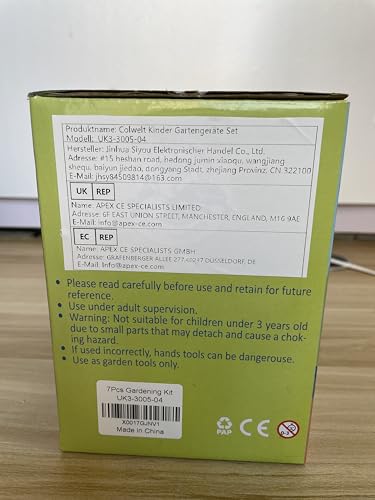 Produktname: Colwelt Kinder Gartengeräte Set
Modell: UK3-3005-04
Hersteller: Jinhua Siyou Elektronischer Handel Co., Ltd.
Adresse: #15 heshan road, hedong jumin xiaoqu, wangjiang
shequ, baiyun jiedao, dongyang Stadt, zhejiang Provinz. CN.322100
E-Mail: jhsy84509814@163.com
UK REP
Name: APEX CE SPECIALISTS LIMITED
Adresse: 6F EAST UNION STREET, MANCHESTER, ENGLAND, M16 9AE
E-Mail: info@apex-ce.com
EC REP
Name: APEX CE SPECIALISTS GMBH
Adresse: GRAFENBERGER ALLEE 277,40237 DÜSSELDORF, DE
E-Mail: Info@apex-ce.com
• Please read carefully before use and retain for future
reference.
• Use under adult supervision.
• Warning: Not suitable for children under 3 years old
due to small parts that may detach and cause a chok-
ing hazard.
• If used incorrectly, hands tools can be dangerouse.
• Use as garden tools only.
7Pcs Gardening Kit
UK3-3005-04
X0017GJNV1
Made in China
PAP
CE
0-3